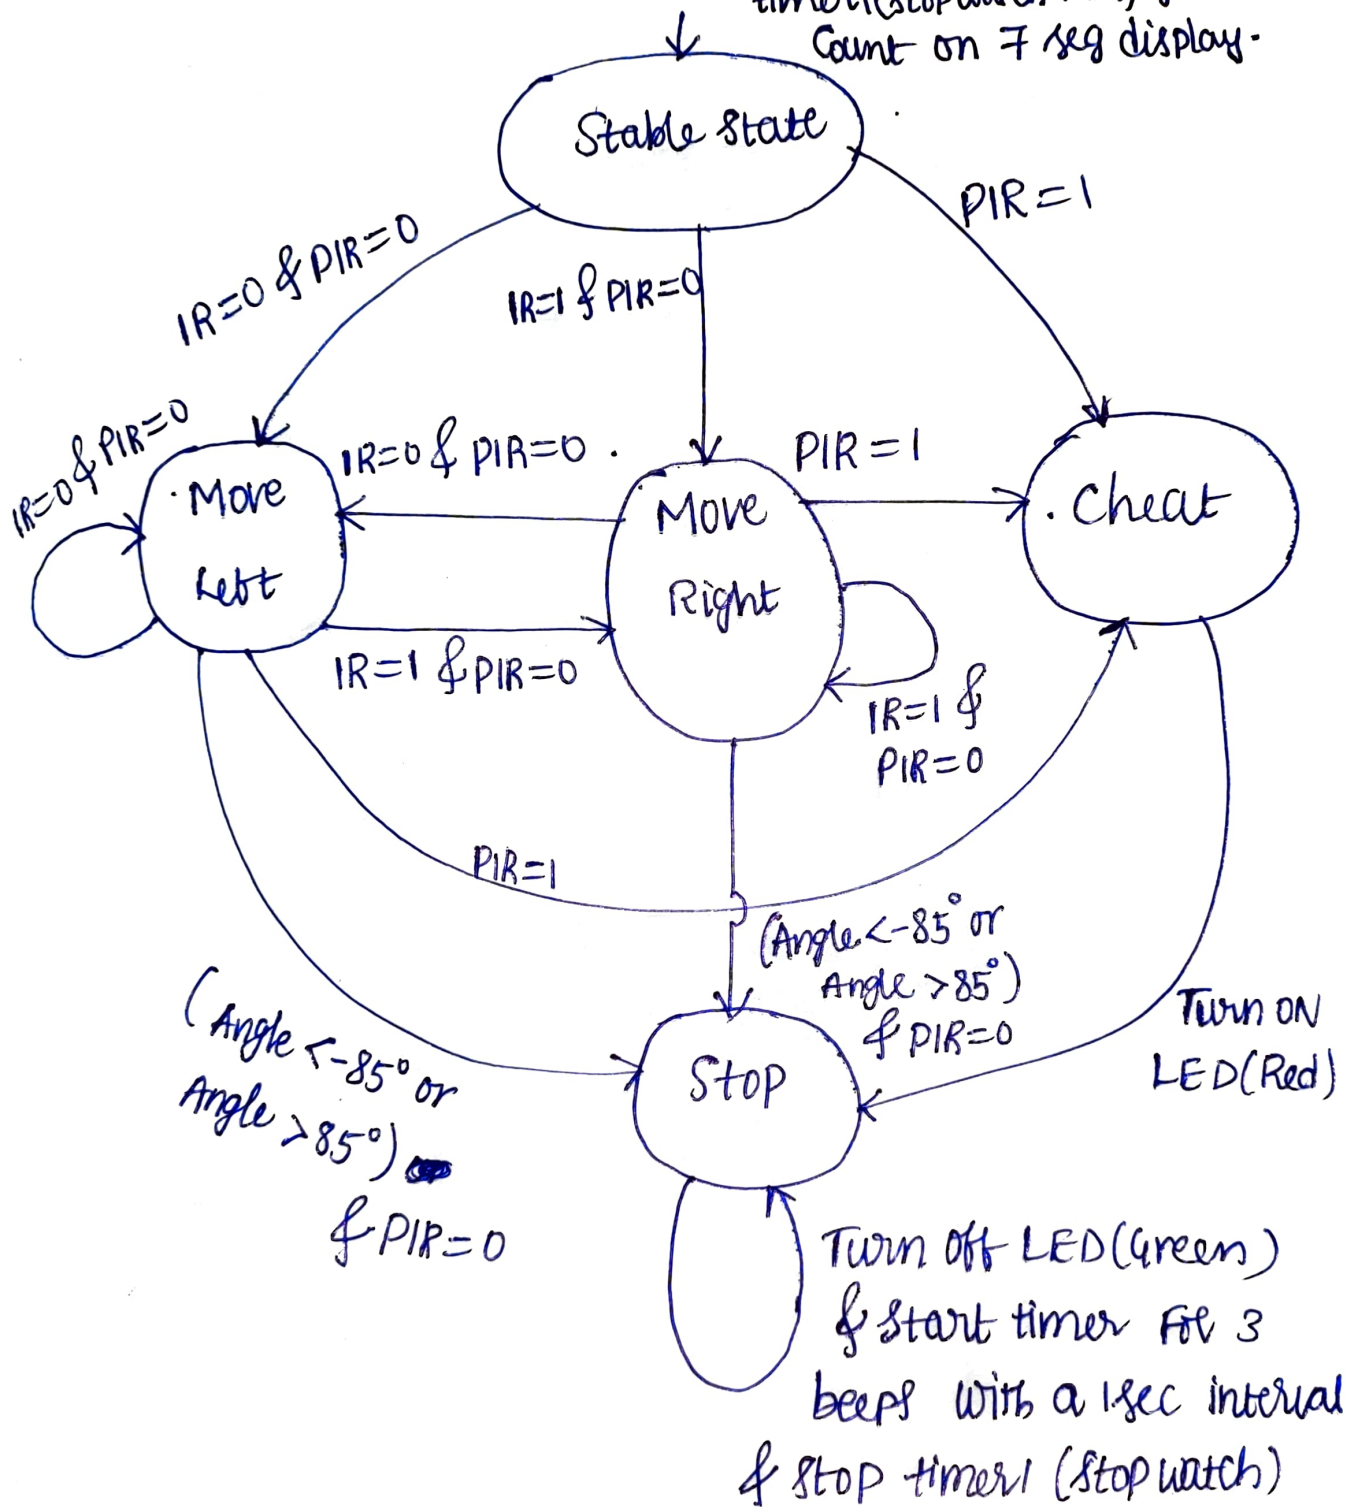 Count on 7 seg display.
Stable State
PIR=1
IR=0 & PIR=0
IR=1 & PIR=0
IR=0 & PIR=0
IR=0 & PIR=0
PIR=1
Move
Left
Move
Right
Cheat
IR=1 & PIR=0
IR=1 &
PIR=0
PIR=1
(Angle<-85° or
Angle >85°)
& PIR=0
(Angle <-85° or
Angle >85°)
& PIR=0
Stop
Turn ON
LED(Red)
Turn Off LED(Green)
& Start timer For 3
beeps with a 1sec interval
& Stop timer1 (Stop watch)